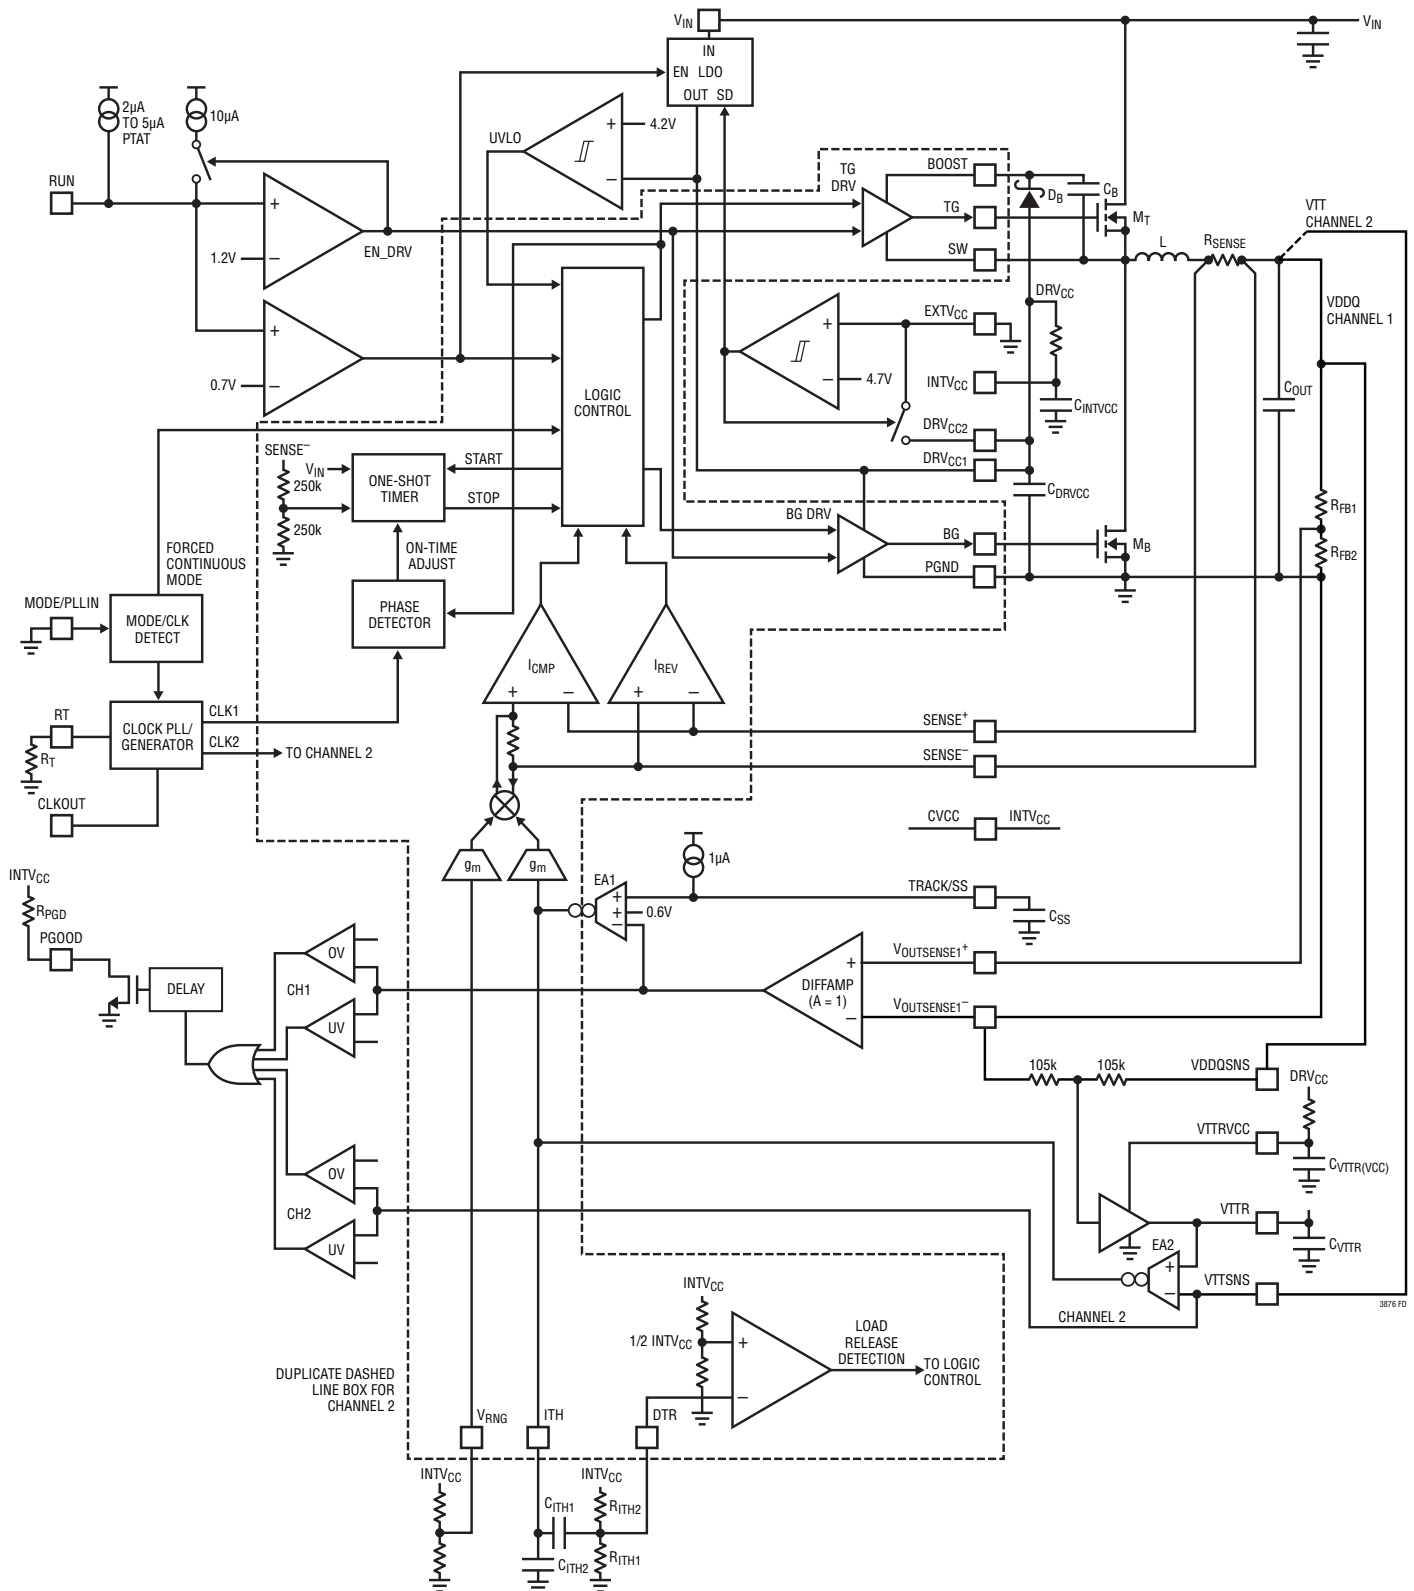 VIN
VIN
IN
EN LDO
OUT SD
2µA
TO 5µA
PTAT
10µA
UVLO
+
4.2V
−
RUN
+
1.2V
−
EN_DRV
+
0.7V
−
TG
DRV
BOOST
TG
SW
DB
CB
MT
L
RSENSE
VTT
CHANNEL 2
VDDQ
CHANNEL 1
DRVCC
EXTVCC
+
−
4.7V
INTVCC
CINTVCC
DRVCC2
DRVCC1
CDRVCC
COUT
LOGIC
CONTROL
SENSE−
VIN
250k
250k
ONE-SHOT
TIMER
START
STOP
ON-TIME
ADJUST
FORCED
CONTINUOUS
MODE
BG DRV
BG
PGND
MB
RFB1
RFB2
MODE/PLLIN
MODE/CLK
DETECT
PHASE
DETECTOR
ICMP
+
−
IREV
+
−
RT
RT
CLOCK PLL/
GENERATOR
CLK1
CLK2
TO CHANNEL 2
CLKOUT
SENSE+
SENSE−
CVCC
INTVCC
gm
gm
1µA
EA1
+
+
−
0.6V
TRACK/SS
CSS
INTVCC
RPGD
PGOOD
DELAY
OV
CH1
UV
DIFFAMP
(A = 1)
+
−
VOUTSENSE1+
VOUTSENSE1−
105k
105k
VDDQSNS
DRVCC
VTTRVCC
CVTTR(VCC)
OV
CH2
UV
VTTR
CVTTR
EA2
+
−
VTTSNS
CHANNEL 2
3876 FD
INTVCC
1/2 INTVCC
+
−
LOAD
RELEASE
DETECTION
TO LOGIC
CONTROL
DUPLICATE DASHED
LINE BOX FOR
CHANNEL 2
VRNG
ITH
DTR
INTVCC
CITH1
CITH2
INTVCC
RITH2
RITH1